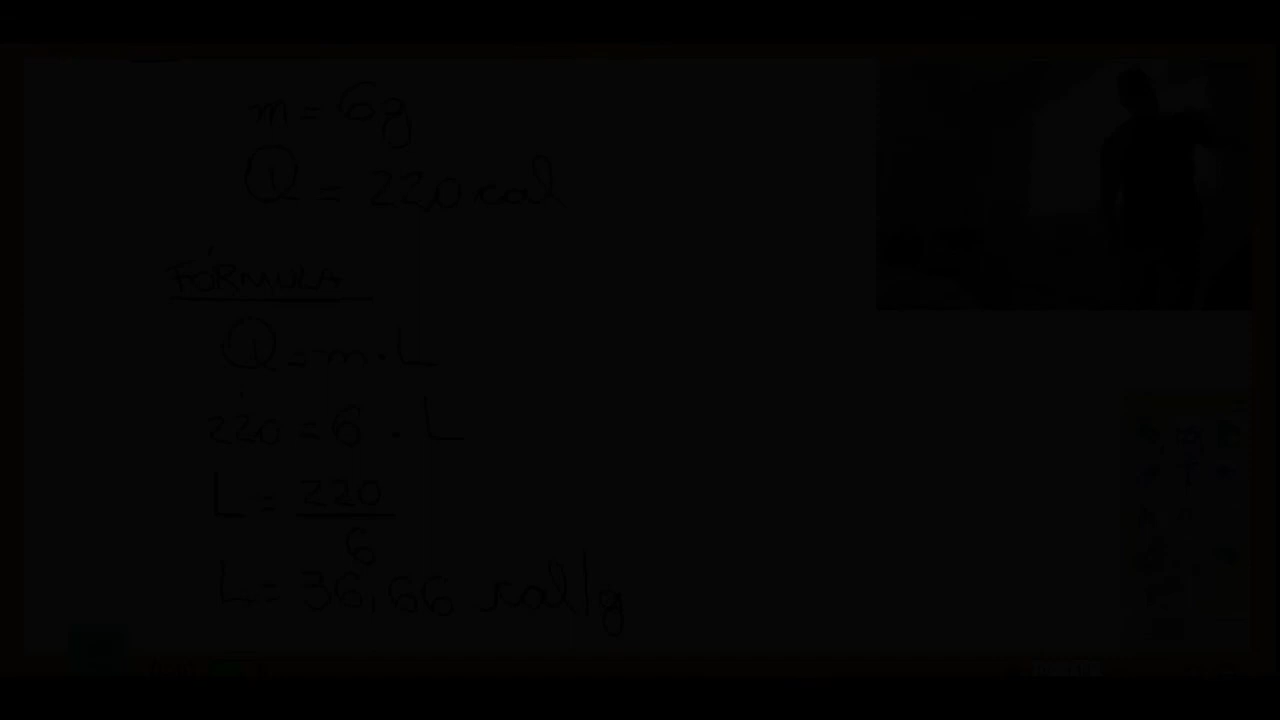 m = 6g
Q = 220 cal
FÓRMULA
Q = m . L
220 = 6 . L
L = 220
6
L = 36,66 cal/g